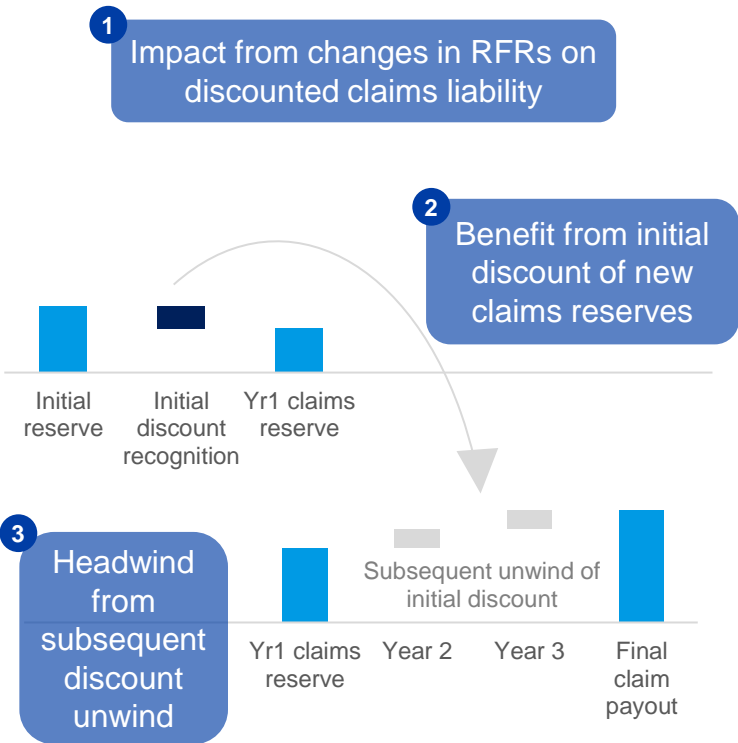 1
Impact from changes in RFRs on
discounted claims liability
2
Benefit from initial
discount of new
claims reserves
Initial
reserve
Initial
discount
recognition
Yr1 claims
reserve
3
Headwind
from
subsequent
discount
unwind
Subsequent unwind of
initial discount
Yr1 claims
reserve
Year 2
Year 3
Final
claim
payout